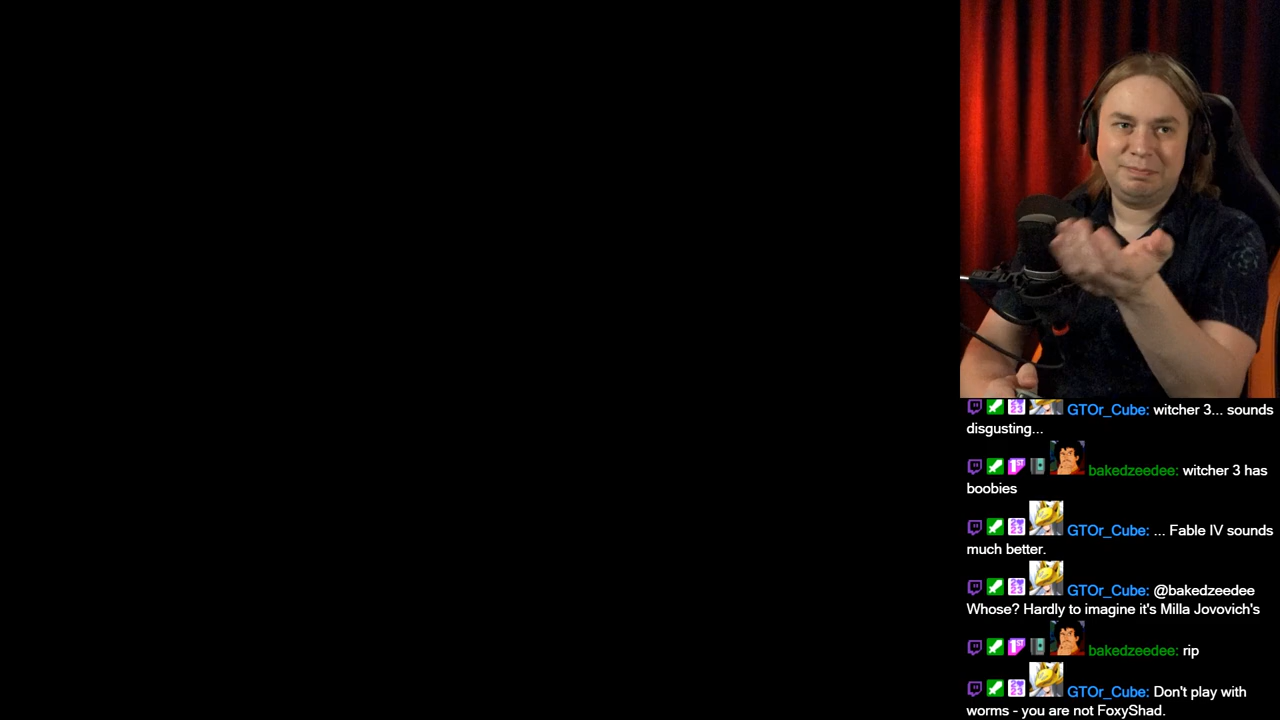 GTOr_Cube: witcher 3... sounds
disgusting...
bakedzeedee: witcher 3 has
boobies
GTOr_Cube: ... Fable IV sounds
much better.
GTOr_Cube: @bakedzeedee
Whose? Hardly to imagine it's Milla Jovovich's
bakedzeedee: rip
GTOr_Cube: Don't play with
worms - you are not FoxyShad.